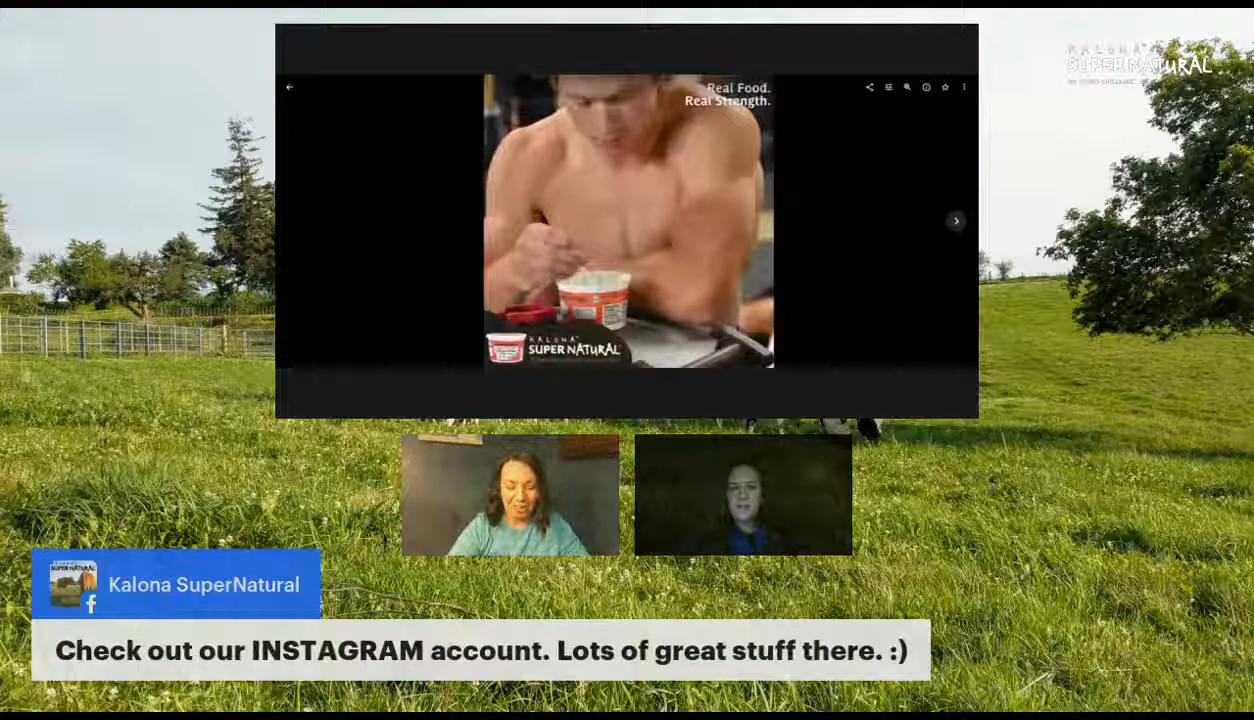 KALONA
SUPERNATURAL
Real Food.
Real Strength.
KALONA
SUPERNATURAL
Kalona SuperNatural
Check out our INSTAGRAM account. Lots of great stuff there. :)